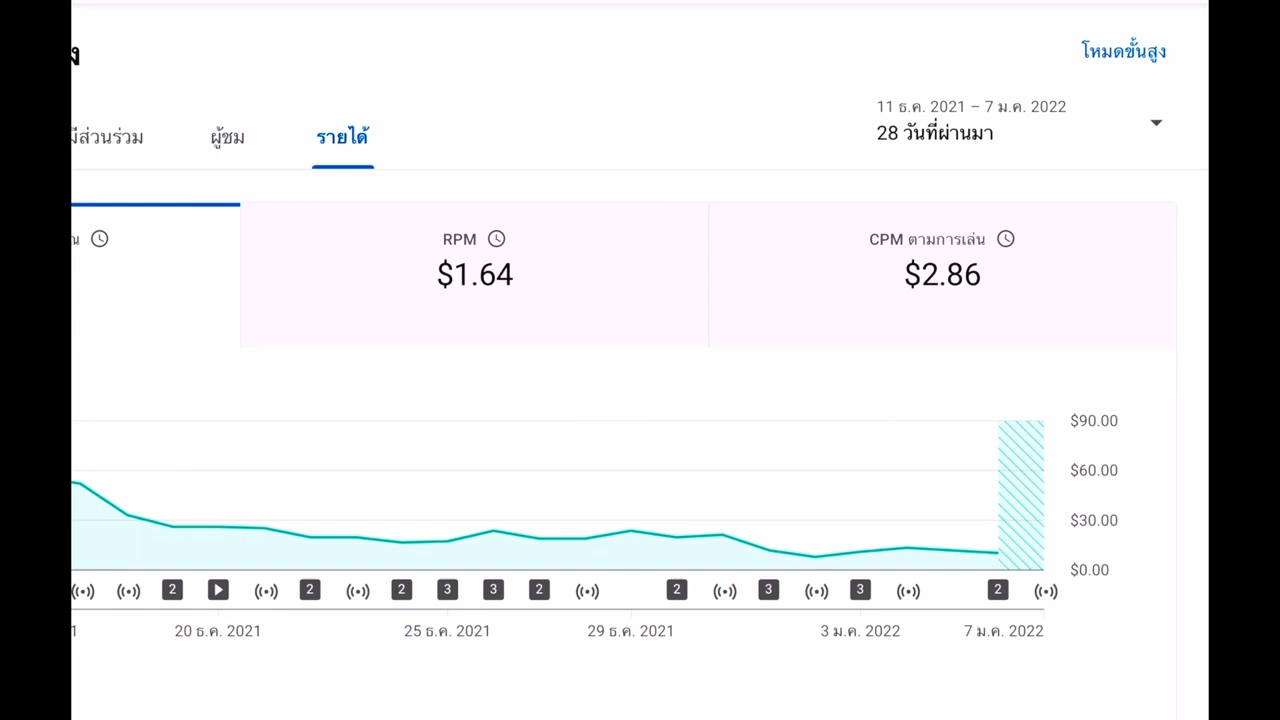 ง
โหมดขั้นสูง
มีส่วนร่วม
ผู้ชม
รายได้
11 ธ.ค. 2021 – 7 ม.ค. 2022
28 วันที่ผ่านมา
ณ
RPM
$1.64
CPM ตามการเล่น
$2.86
$90.00
$60.00
$30.00
$0.00
2
2
2
3
3
2
2
3
3
2
1
20 ธ.ค. 2021
25 ธ.ค. 2021
29 ธ.ค. 2021
3 ม.ค. 2022
7 ม.ค. 2022